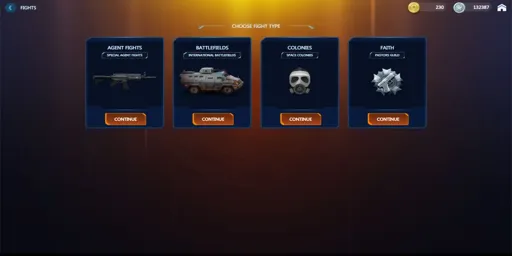 FIGHTS
230
132387
CHOOSE FIGHT TYPE
AGENT FIGHTS
SPECIAL AGENT FIGHTS
CONTINUE
BATTLEFIELDS
INTERNATIONAL BATTLEFIELDS
CONTINUE
COLONIES
SPACE COLONIES
CONTINUE
FAITH
CONTINUE